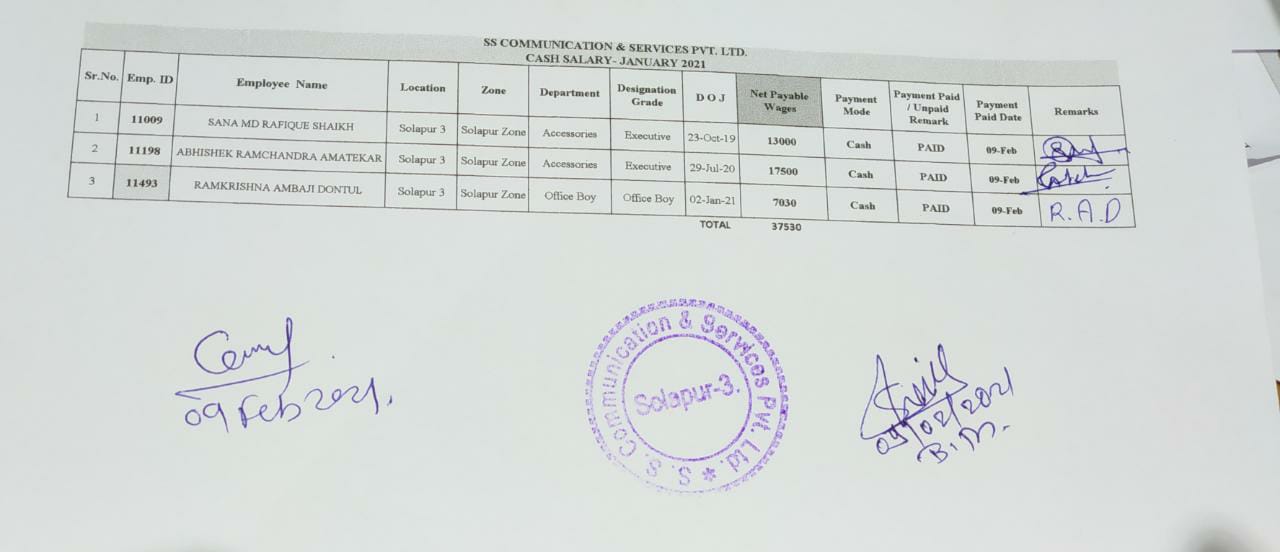 SS COMMUNICATION & SERVICES PVT. LTD.
CASH SALARY- JANUARY 2021
Sr.No. Emp. ID Employee Name Location Zone Department Designation Grade D O J Net Payable Wages Payment Mode Payment Paid / Unpaid Remark Payment Paid Date Remarks
1 11009 SANA MD RAFIQUE SHAIKH Solapur 3 Solapur Zone Accessories Executive 23-Oct-19 13000 Cash PAID 09-Feb
2 11198 ABHISHEK RAMCHANDRA AMATEKAR Solapur 3 Solapur Zone Accessories Executive 29-Jul-20 17500 Cash PAID 09-Feb
3 11493 RAMKRISHNA AMBAJI DONTUL Solapur 3 Solapur Zone Office Boy Office Boy 02-Jan-21 7030 Cash PAID 09-Feb R.A.D
TOTAL 37530
09 Feb 2021.
S. S. Communication & Services Pvt. Ltd. *
Solapur-3.
09/02/2021
B.M.